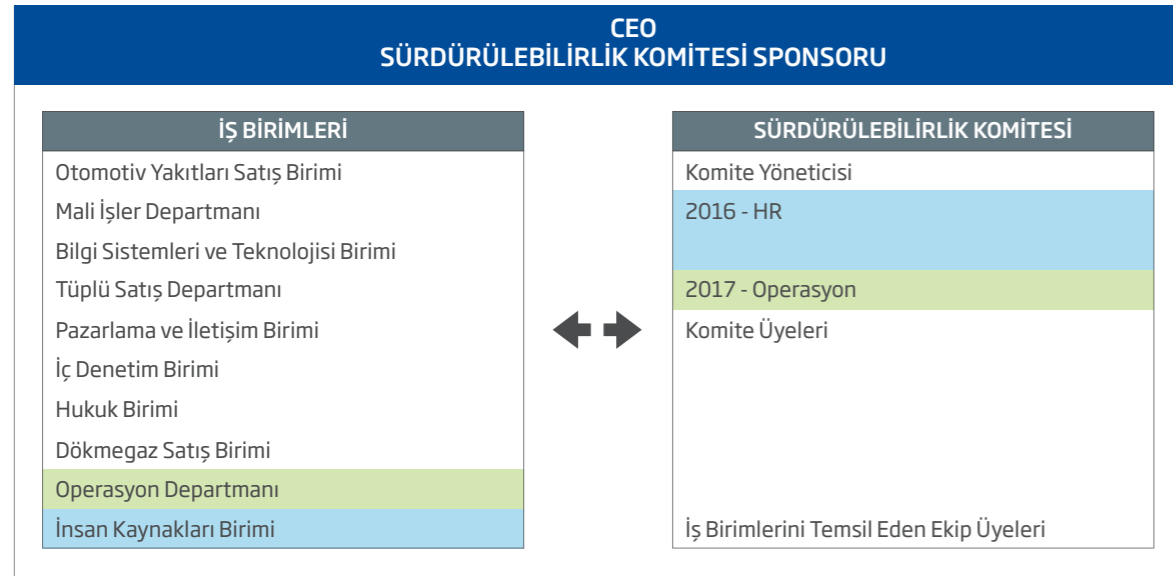 CEO
SÜRDÜRÜLEBİLİRLİK KOMİTESİ SPONSORU
İŞ BİRİMLERİ
Otomotiv Yakıtları Satış Birimi
Mali İşler Departmanı
Bilgi Sistemleri ve Teknolojisi Birimi
Tüplü Satış Departmanı
Pazarlama ve İletişim Birimi
İç Denetim Birimi
Hukuk Birimi
Dökmegaz Satış Birimi
Operasyon Departmanı
İnsan Kaynakları Birimi
SÜRDÜRÜLEBİLİRLİK KOMİTESİ
Komite Yöneticisi
2016 - HR
2017 - Operasyon
Komite Üyeleri
İş Birimlerini Temsil Eden Ekip Üyeleri